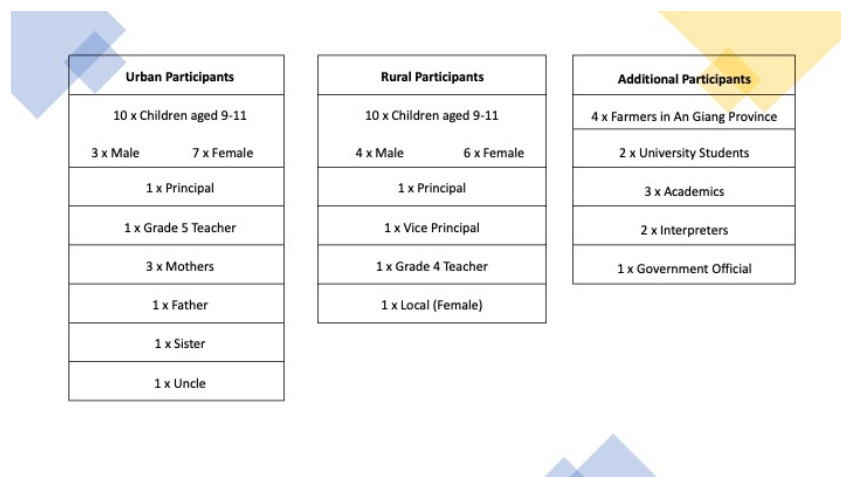 Urban Participants
10 x Children aged 9-11
3 x Male 7 x Female
1 x Principal
1 x Grade 5 Teacher
3 x Mothers
1 x Father
1 x Sister
1 x Uncle
Rural Participants
10 x Children aged 9-11
4 x Male 6 x Female
1 x Principal
1 x Vice Principal
1 x Grade 4 Teacher
1 x Local (Female)
Additional Participants
4 x Farmers in An Giang Province
2 x University Students
3 x Academics
2 x Interpreters
1 x Government Official